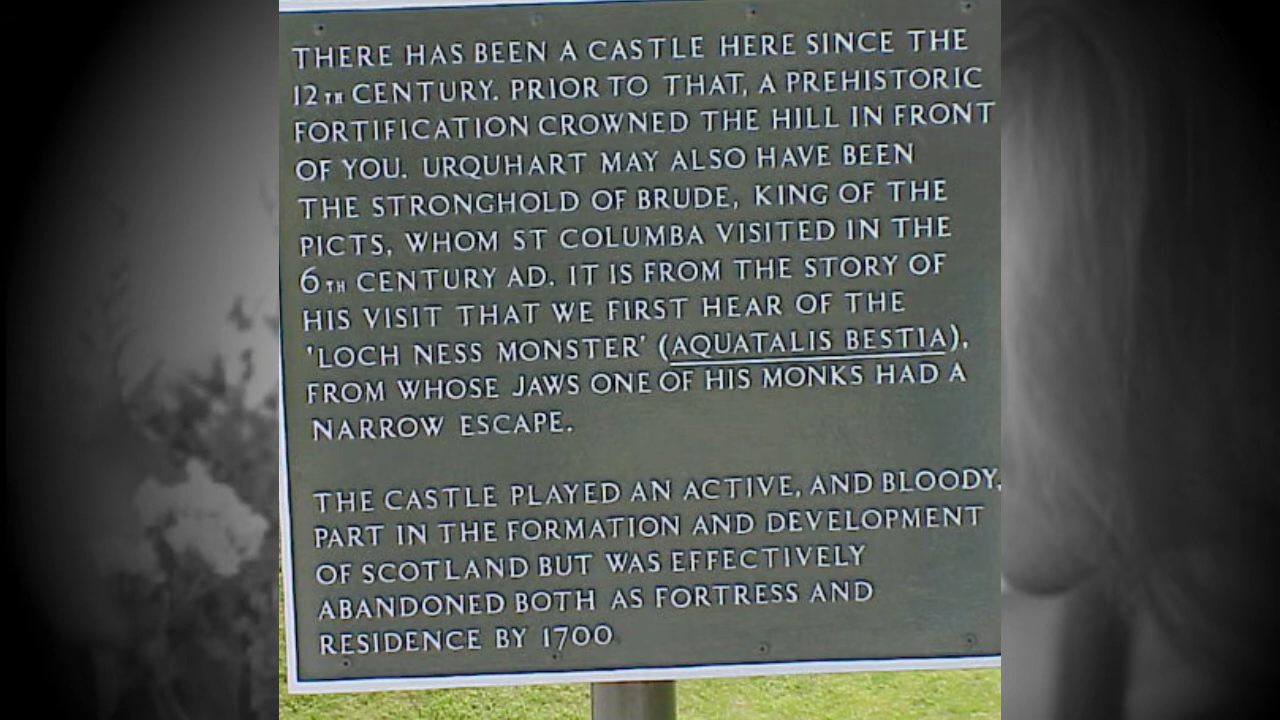 THERE HAS BEEN A CASTLE HERE SINCE THE
12TH CENTURY. PRIOR TO THAT, A PREHISTORIC
FORTIFICATION CROWNED THE HILL IN FRONT
OF YOU. URQUHART MAY ALSO HAVE BEEN
THE STRONGHOLD OF BRUDE, KING OF THE
PICTS, WHOM ST COLUMBA VISITED IN THE
6TH CENTURY AD. IT IS FROM THE STORY OF
HIS VISIT THAT WE FIRST HEAR OF THE
'LOCH NESS MONSTER' (AQUATALIS BESTIA),
FROM WHOSE JAWS ONE OF HIS MONKS HAD A
NARROW ESCAPE.
THE CASTLE PLAYED AN ACTIVE, AND BLOODY,
PART IN THE FORMATION AND DEVELOPMENT
OF SCOTLAND BUT WAS EFFECTIVELY
ABANDONED BOTH AS FORTRESS AND
RESIDENCE BY 1700